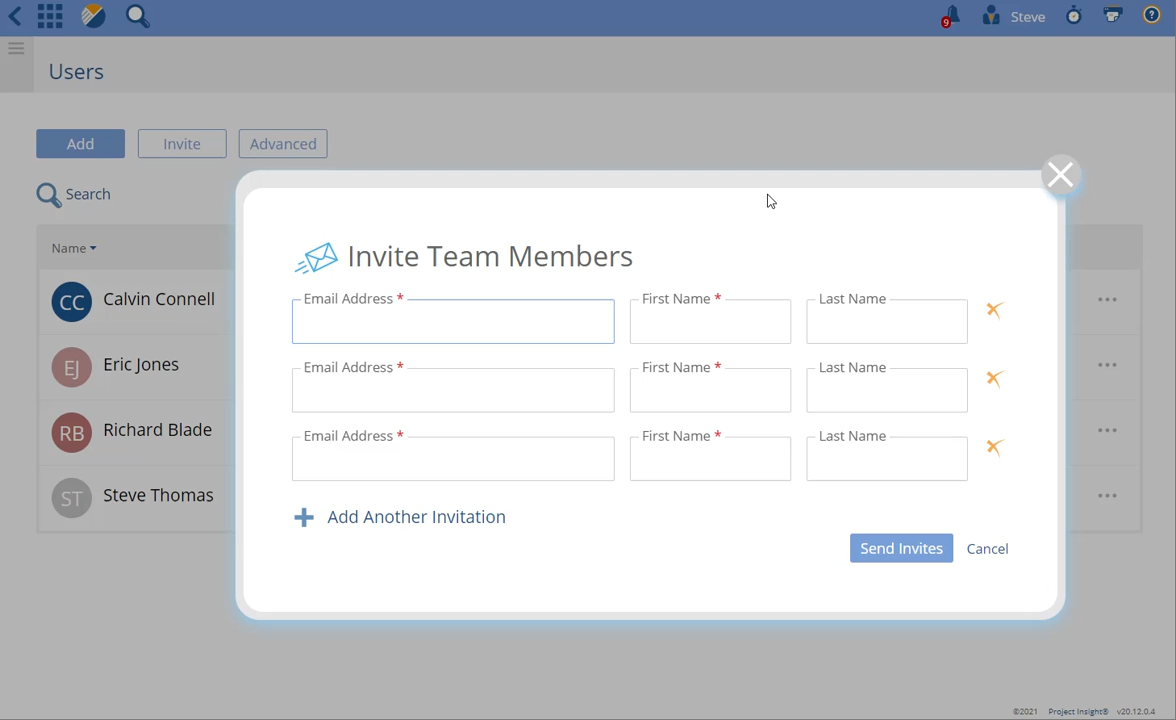 9 Steve ?
Users
Add Invite Advanced
Search
Name
CC Calvin Connell
EJ Eric Jones
RB Richard Blade
ST Steve Thomas
Invite Team Members
Email Address * First Name * Last Name
Email Address * First Name * Last Name
Email Address * First Name * Last Name
Add Another Invitation
Send Invites Cancel
©2021 Project Insight® v20.12.0.4